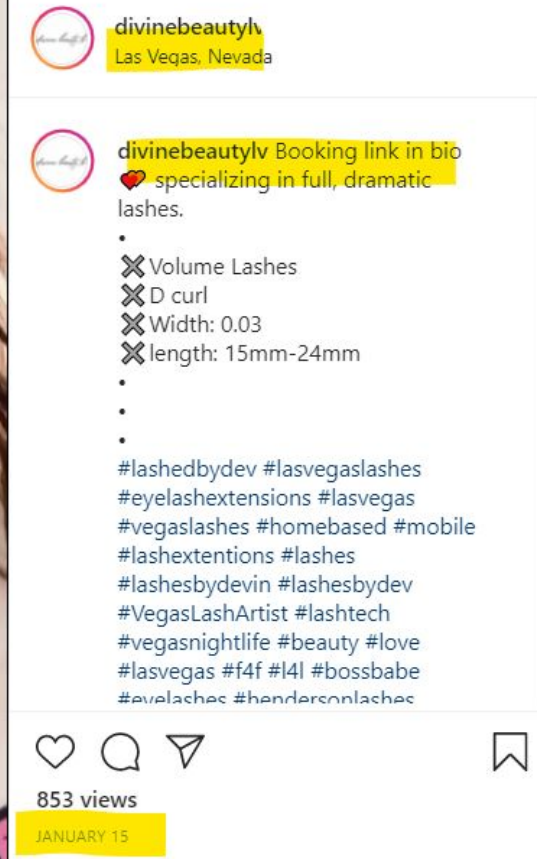 divinebeautylv
Las Vegas, Nevada
divinebeautylv Booking link in bio
💕 specializing in full, dramatic
lashes.
•
✖Volume Lashes
✖D curl
✖Width: 0.03
✖length: 15mm-24mm
•
•
•
#lashedbydev #lasvegaslashes
#eyelashextensions #lasvegas
#vegaslashes #homebased #mobile
#lashextentions #lashes
#lashesbydevin #lashesbydev
#VegasLashArtist #lashtech
#vegasnightlife #beauty #love
#lasvegas #f4f #l4l #bossbabe
#eyelashes #hendersonlashes
853 views
JANUARY 15